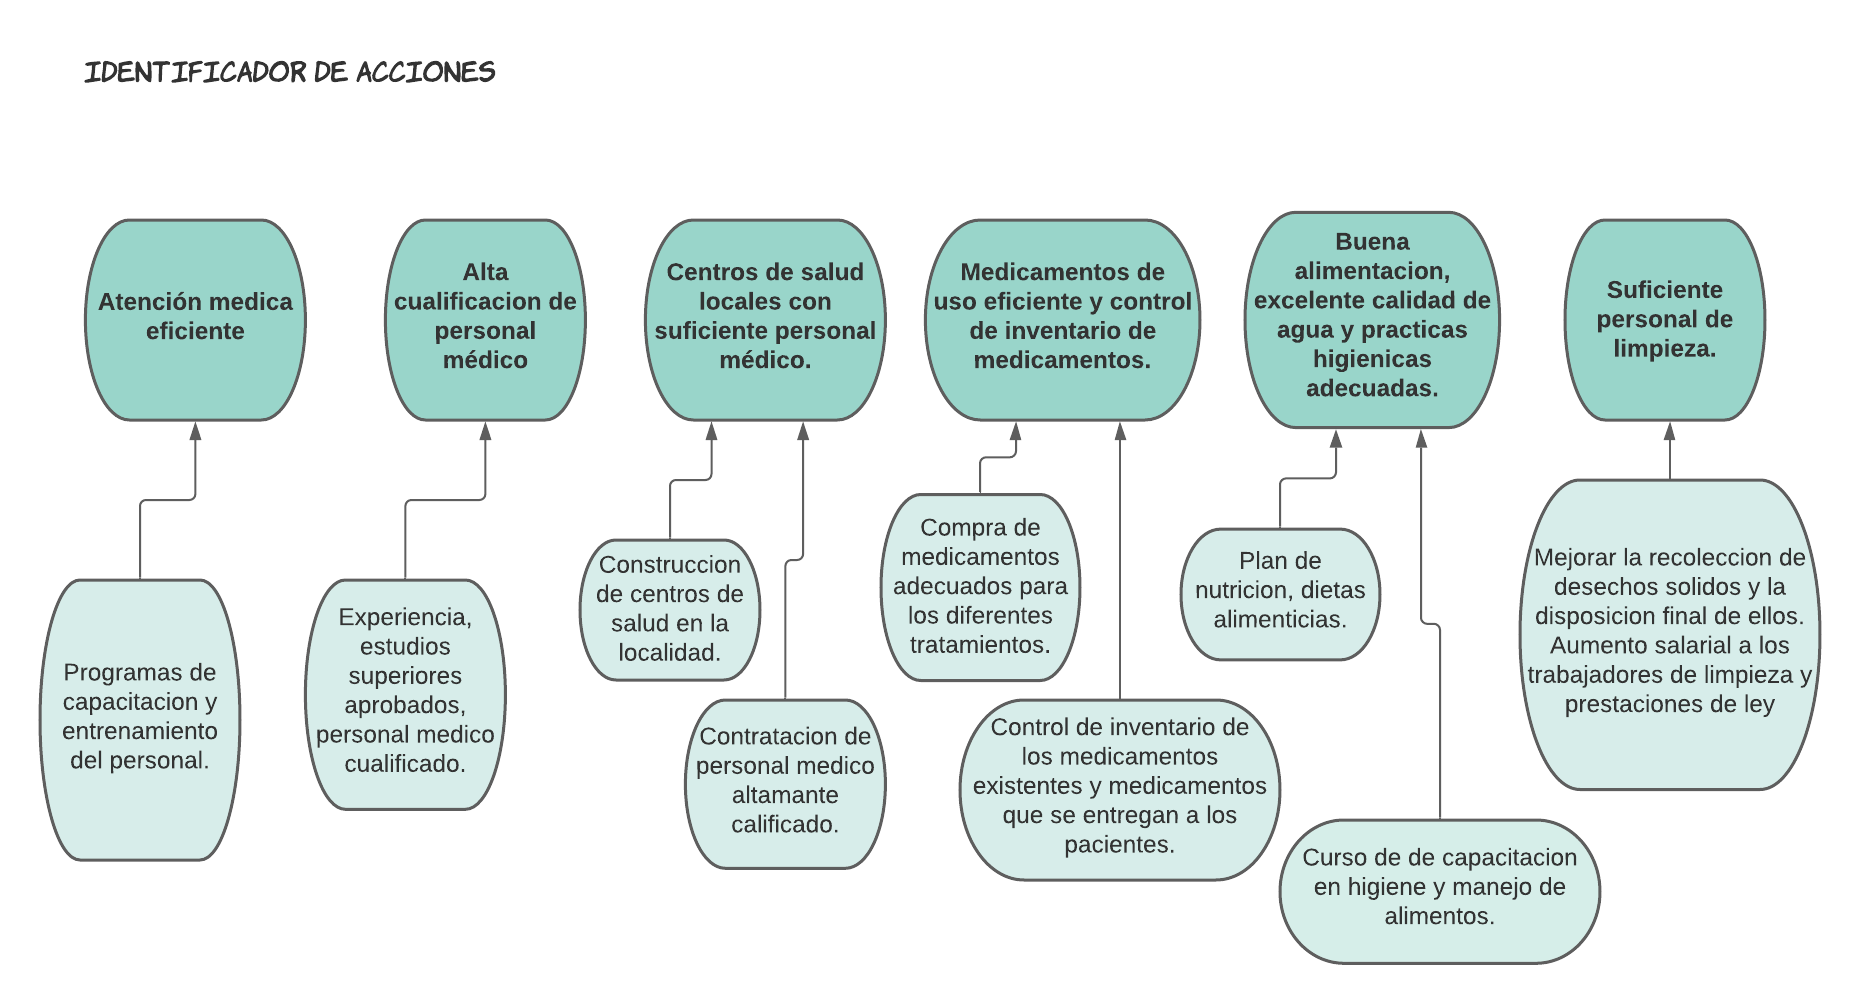 IDENTIFICADOR DE ACCIONES
Atención medica
eficiente
Alta
cualificacion de
personal
médico
Centros de salud
locales con
suficiente personal
médico.
Medicamentos de
uso eficiente y control
de inventario de
medicamentos.
Buena
alimentacion,
excelente calidad de
agua y practicas
higienicas
adecuadas.
Suficiente
personal de
limpieza.
Programas de
capacitacion y
entrenamiento
del personal.
Experiencia,
estudios
superiores
aprobados,
personal medico
cualificado.
Construccion
de centros de
salud en la
localidad.
Contratacion de
personal medico
altamante
calificado.
Compra de
medicamentos
adecuados para
los diferentes
tratamientos.
Control de inventario de
los medicamentos
existentes y medicamentos
que se entregan a los
pacientes.
Plan de
nutricion, dietas
alimenticias.
Curso de de capacitacion
en higiene y manejo de
alimentos.
Mejorar la recoleccion de
desechos solidos y la
disposicion final de ellos.
Aumento salarial a los
trabajadores de limpieza y
prestaciones de ley